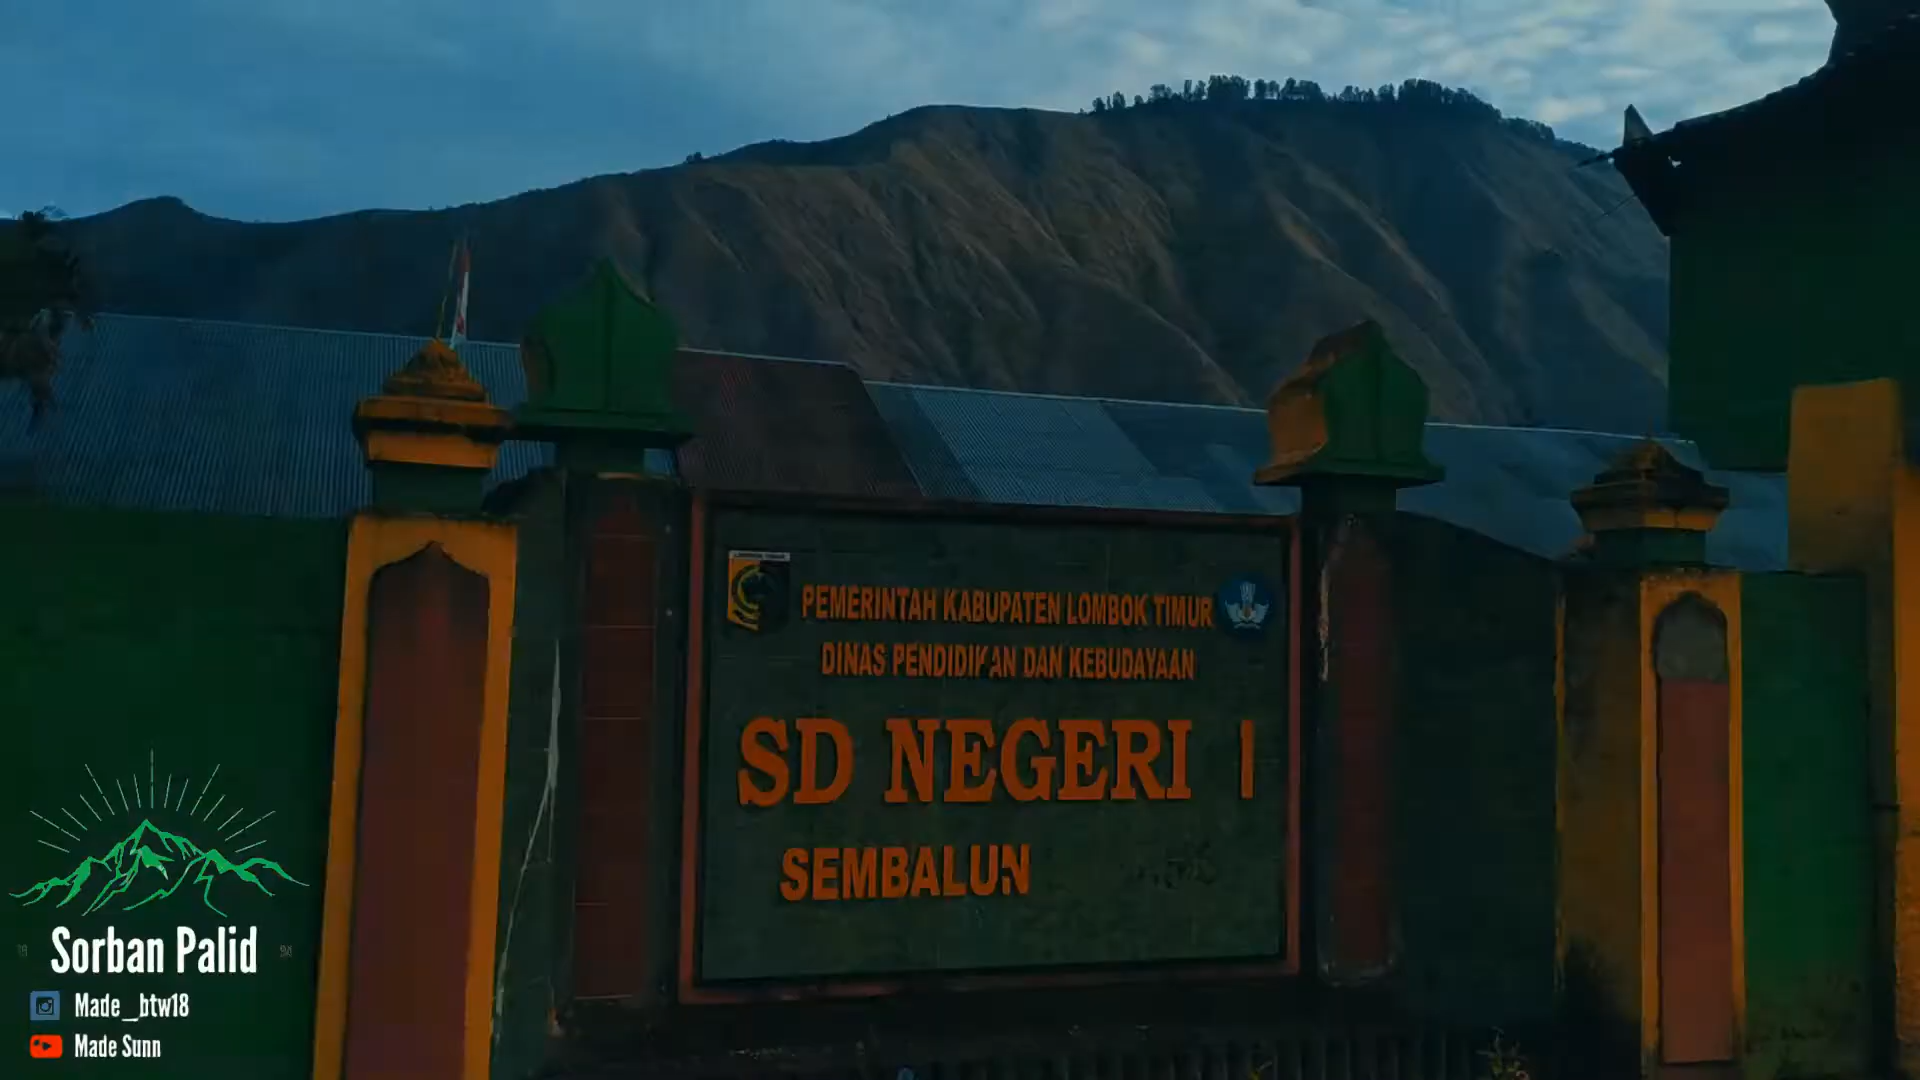 PEMERINTAH KABUPATEN LOMBOK TIMUR
DINAS PENDIDIKAN DAN KEBUDAYAAN
SD NEGERI 1
SEMBALUN
Sorban Palid
Made_btw18
Made Sunn